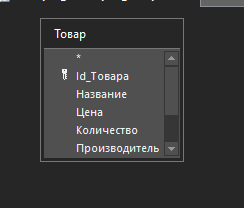 Товар
*
Id_Товара
Название
Цена
Количество
Производитель